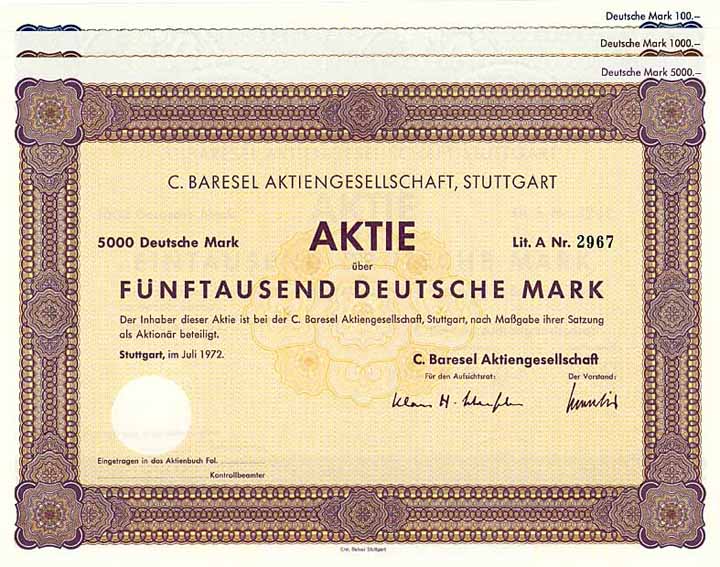 Deutsche Mark 100.–
Deutsche Mark 1000.–
Deutsche Mark 5000.–
C. BARESEL AKTIENGESELLSCHAFT, STUTTGART
5000 Deutsche Mark AKTIE Lit. A Nr. 2967
über
FÜNFTAUSEND DEUTSCHE MARK
Der Inhaber dieser Aktie ist bei der C. Baresel Aktiengesellschaft, Stuttgart, nach Maßgabe ihrer Satzung
als Aktionär beteiligt.
Stuttgart, im Juli 1972.
C. Baresel Aktiengesellschaft
Für den Aufsichtsrat: Der Vorstand:
Klaus H.
Eingetragen in das Aktienbuch Fol.
Kontrollbeamter
Stuttgart